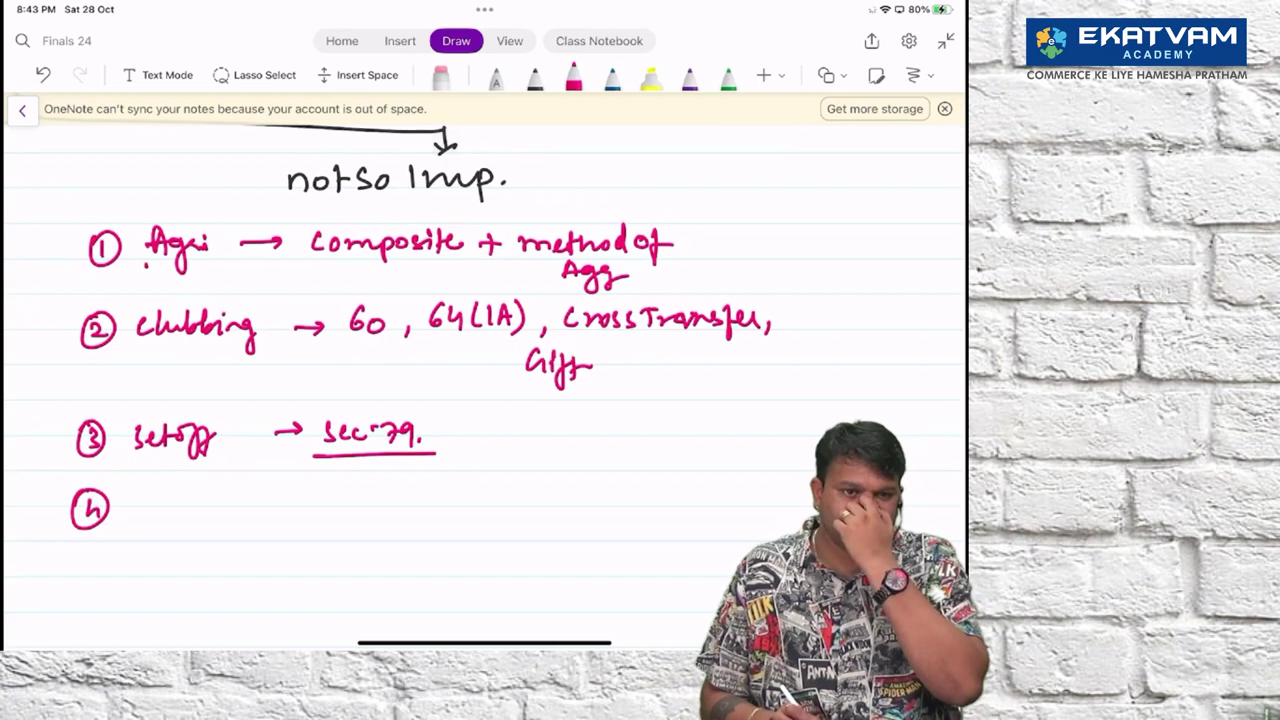 8:43 PM Sat 28 Oct
80%
EKATVAM
ACADEMY
COMMERCE KE LIYE HAMESHA PRATHAM
Finals 24
Home Insert Draw View Class Notebook
Text Mode Lasso Select Insert Space
OneNote can't sync your notes because your account is out of space.
Get more storage
not so Imp.
① Agri → composite + method of
Agg
② Clubbing → 60, 64(1A), Cross Transfer,
Gift
③ Setoff → Sec-79.
④